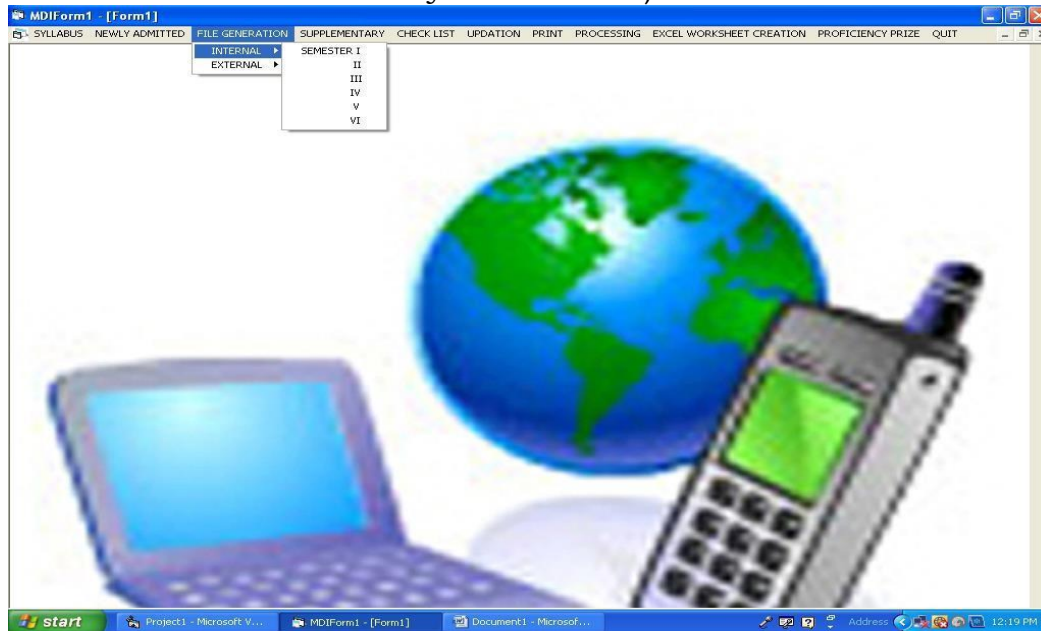 MDIForm1 - [Form1]
SYLLABUS NEWLY ADMITTED FILE GENERATION SUPPLEMENTARY CHECK LIST UPDATION PRINT PROCESSING EXCEL WORKSHEET CREATION PROFICIENCY PRIZE QUIT
INTERNAL SEMESTER I
EXTERNAL II
III
IV
V
VI
start Project1 - Microsoft V... MDIForm1 - [Form1] Document1 - Microsof... Address 12:19 PM